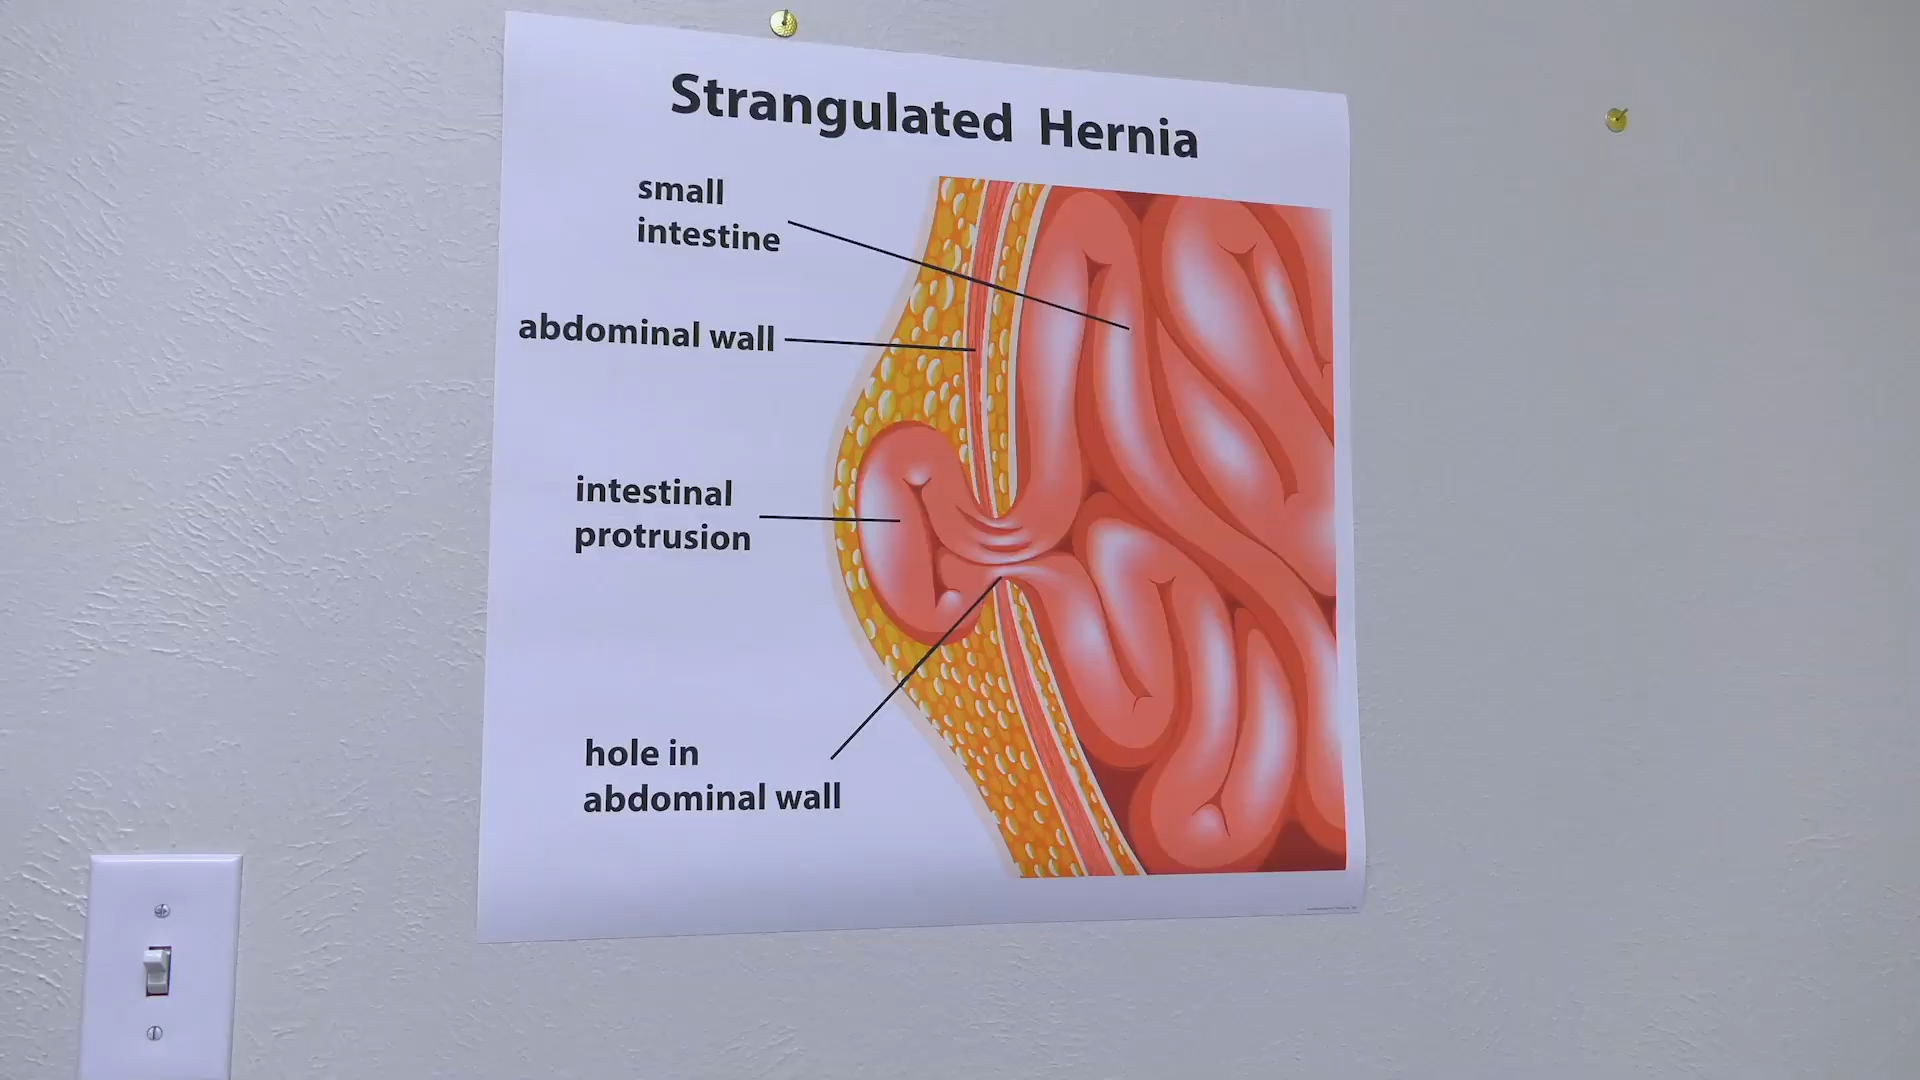 Strangulated Hernia
small
intestine
abdominal wall
intestinal
protrusion
hole in
abdominal wall